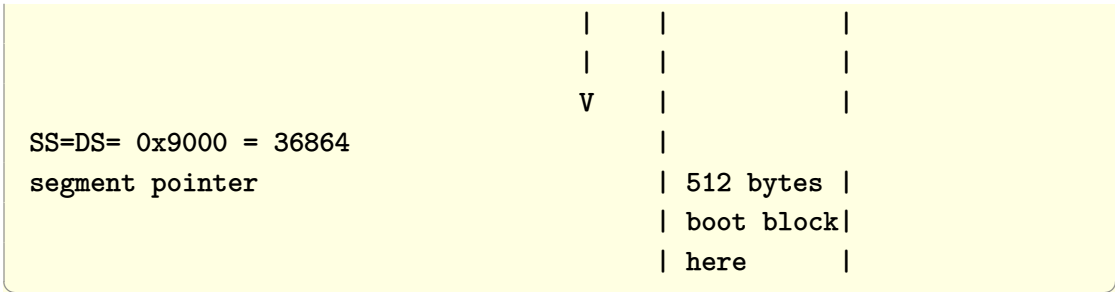 |    |           |
                                   |    |           |
                                   V    |           |
SS=DS= 0x9000 = 36864                   |
segment pointer                         | 512 bytes |
                                        | boot block|
                                        | here      |